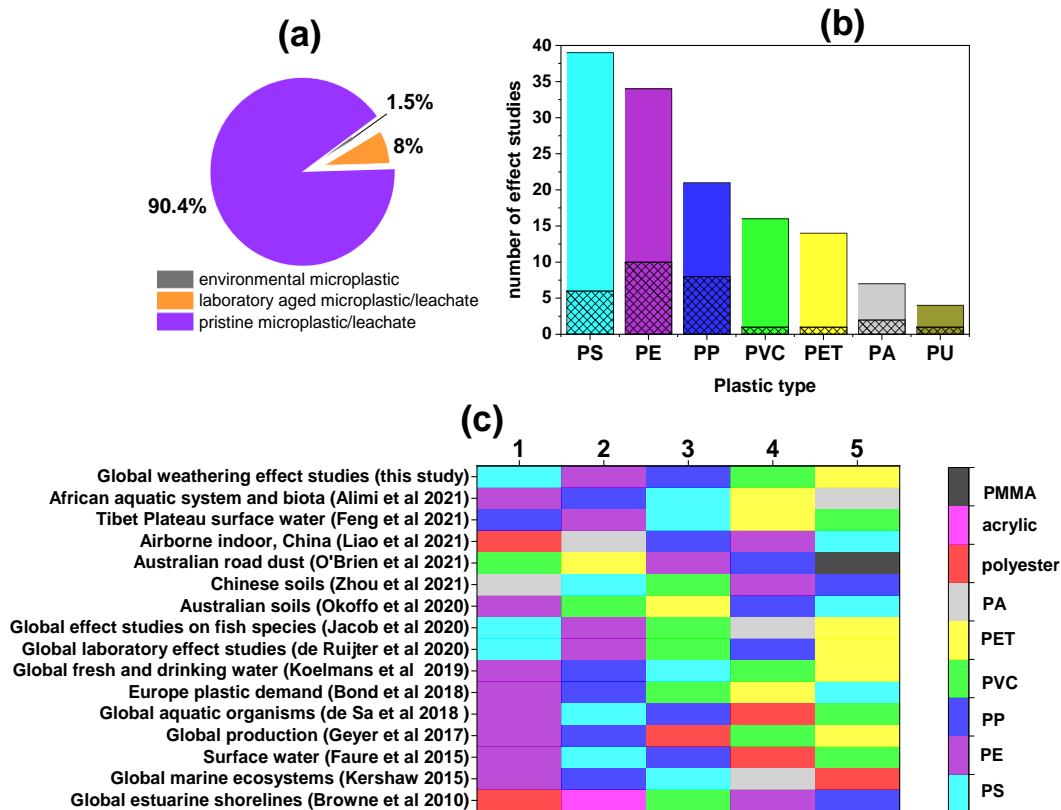 (a)
1.5%
8%
90.4%
environmental microplastic
laboratory aged microplastic/leachate
pristine microplastic/leachate
(b)
number of effect studies
40
35
30
25
20
15
10
5
0
PS PE PP PVC PET PA PU
Plastic type
(c)
1 2 3 4 5
Global weathering effect studies (this study)
African aquatic system and biota (Alimi et al 2021)
Tibet Plateau surface water (Feng et al 2021)
Airborne indoor, China (Liao et al 2021)
Australian road dust (O'Brien et al 2021)
Chinese soils (Zhou et al 2021)
Australian soils (Okoffo et al 2020)
Global effect studies on fish species (Jacob et al 2020)
Global laboratory effect studies (de Ruijter et al 2020)
Global fresh and drinking water (Koelmans et al 2019)
Europe plastic demand (Bond et al 2018)
Global aquatic organisms (de Sa et al 2018 )
Global production (Geyer et al 2017)
Surface water (Faure et al 2015)
Global marine ecosystems (Kershaw 2015)
Global estuarine shorelines (Browne et al 2010)
PMMA
acrylic
polyester
PA
PET
PVC
PP
PE
PS